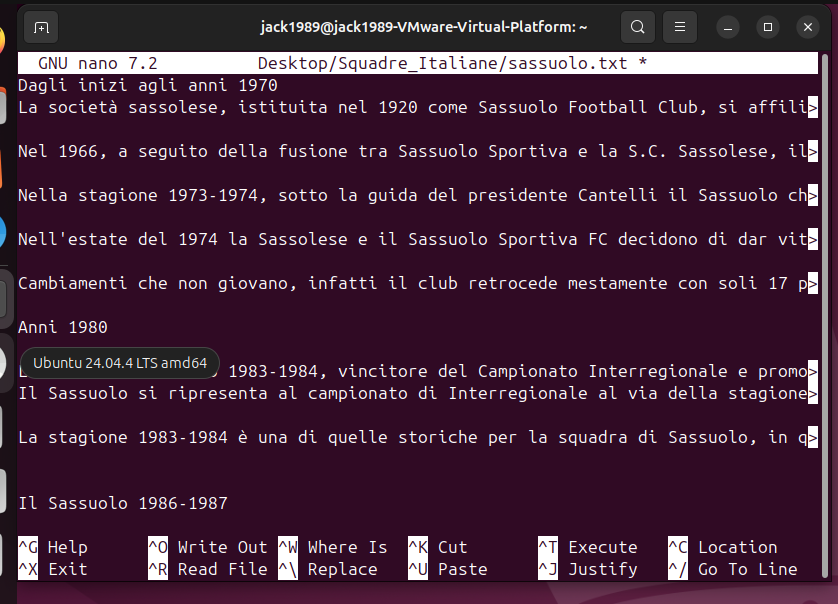 jack1989@jack1989-VMware-Virtual-Platform: ~
GNU nano 7.2 Desktop/Squadre_Italiane/sassuolo.txt *
Dagli inizi agli anni 1970
La società sassolese, istituita nel 1920 come Sassuolo Football Club, si affili>
Nel 1966, a seguito della fusione tra Sassuolo Sportiva e la S.C. Sassolese, il>
Nella stagione 1973-1974, sotto la guida del presidente Cantelli il Sassuolo ch>
Nell'estate del 1974 la Sassolese e il Sassuolo Sportiva FC decidono di dar vit>
Cambiamenti che non giovano, infatti il club retrocede mestamente con soli 17 p>
Anni 1980
Ubuntu 24.04.4 LTS amd64
1983-1984, vincitore del Campionato Interregionale e promo>
Il Sassuolo si ripresenta al campionato di Interregionale al via della stagione>
La stagione 1983-1984 è una di quelle storiche per la squadra di Sassuolo, in q>
Il Sassuolo 1986-1987
^G Help ^O Write Out ^W Where Is ^K Cut ^T Execute ^C Location
^X Exit ^R Read File ^\ Replace ^U Paste ^J Justify ^/ Go To Line